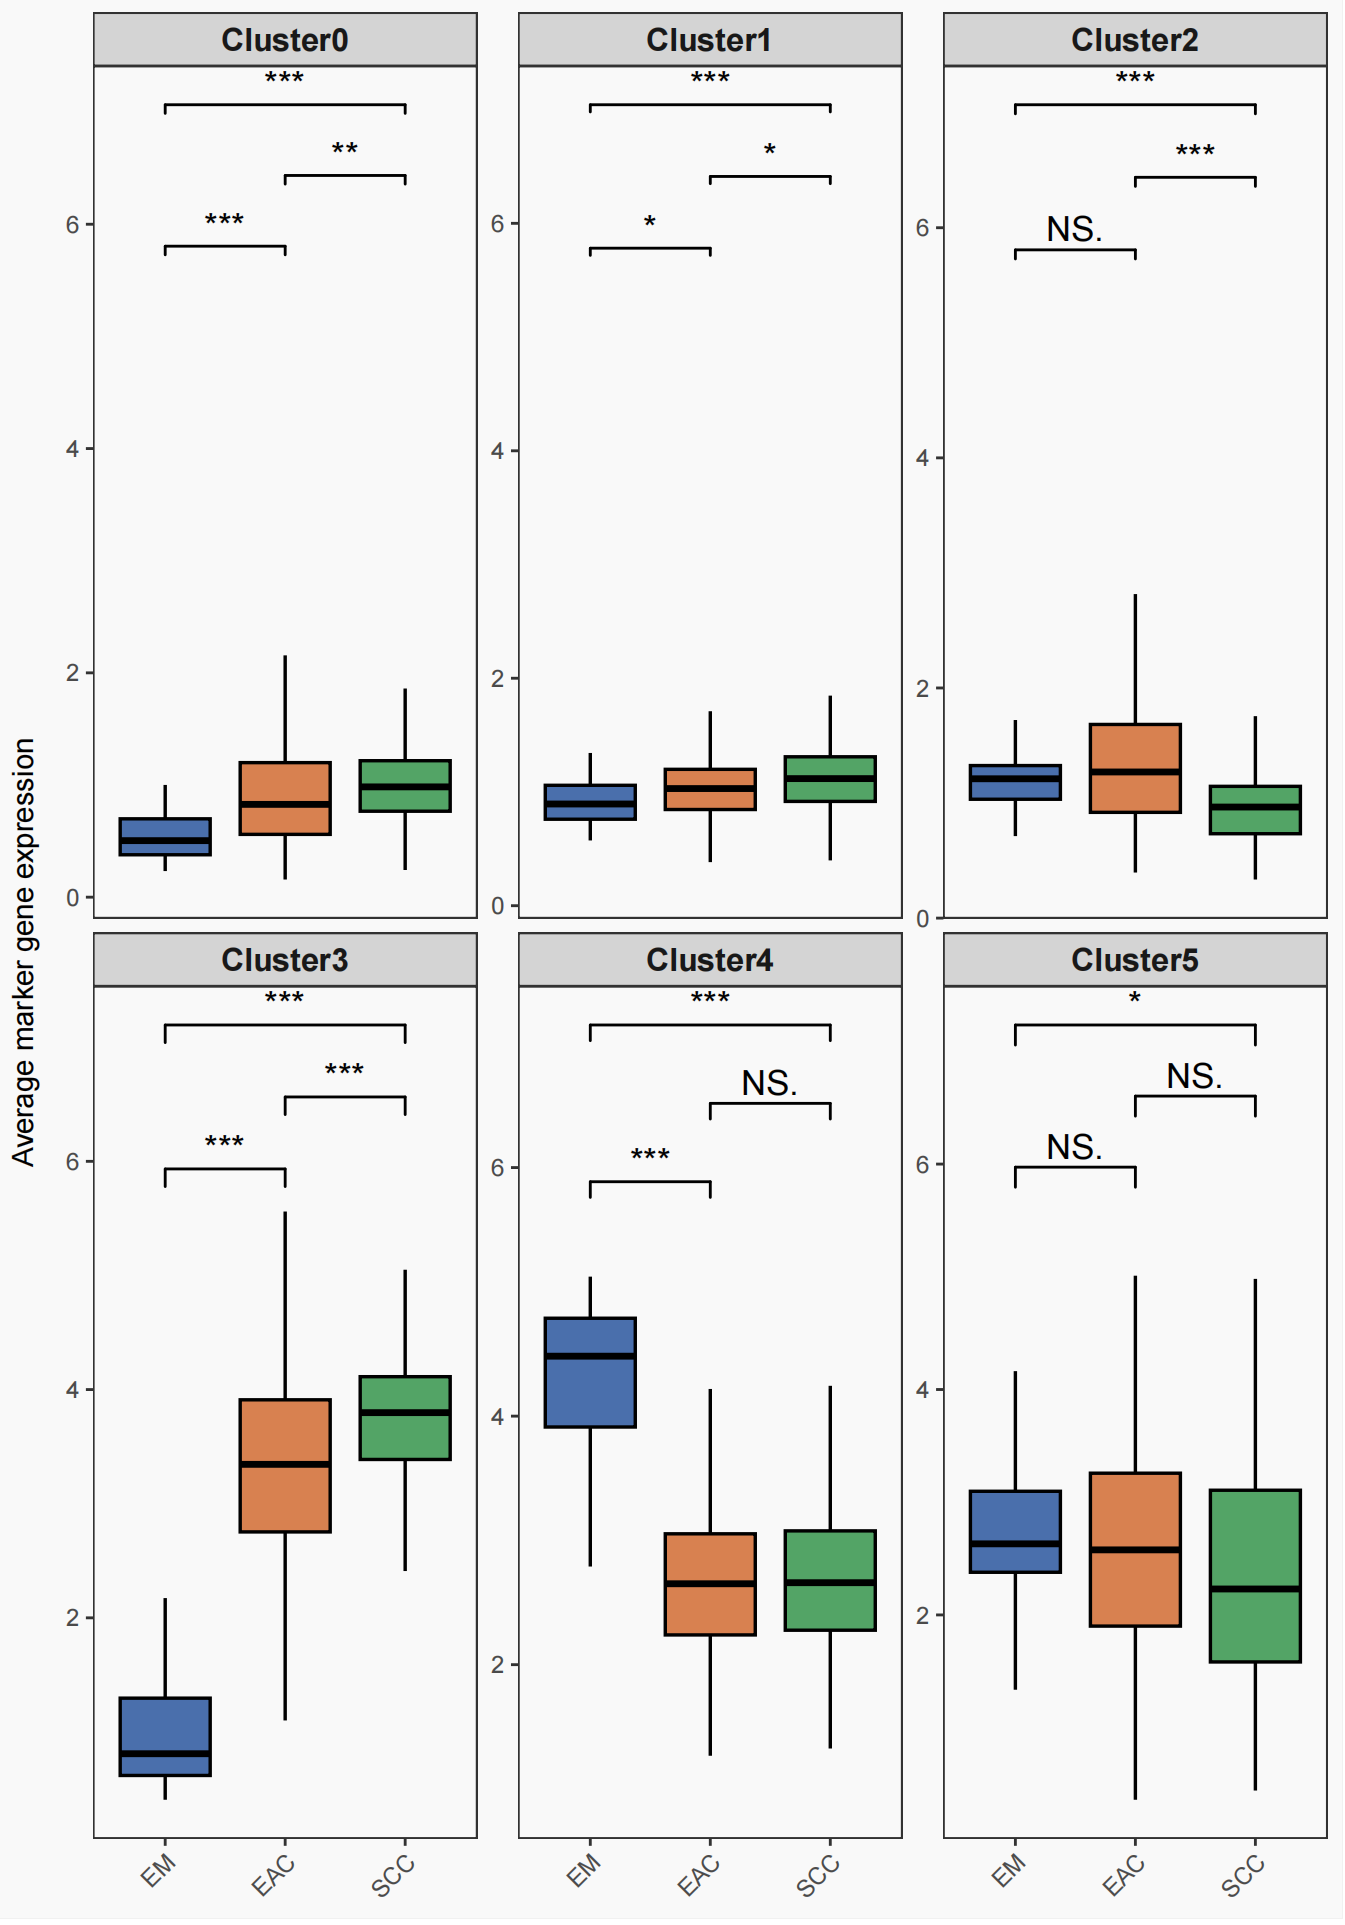 Average marker gene expression
Cluster0
***
**
***
6
4
2
0
Cluster1
***
*
*
6
4
2
0
Cluster2
***
***
NS.
6
4
2
0
Cluster3
***
***
***
6
4
2
EM
EAC
SCC
Cluster4
***
NS.
***
6
4
2
EM
EAC
SCC
Cluster5
*
NS.
NS.
6
4
2
EM
EAC
SCC